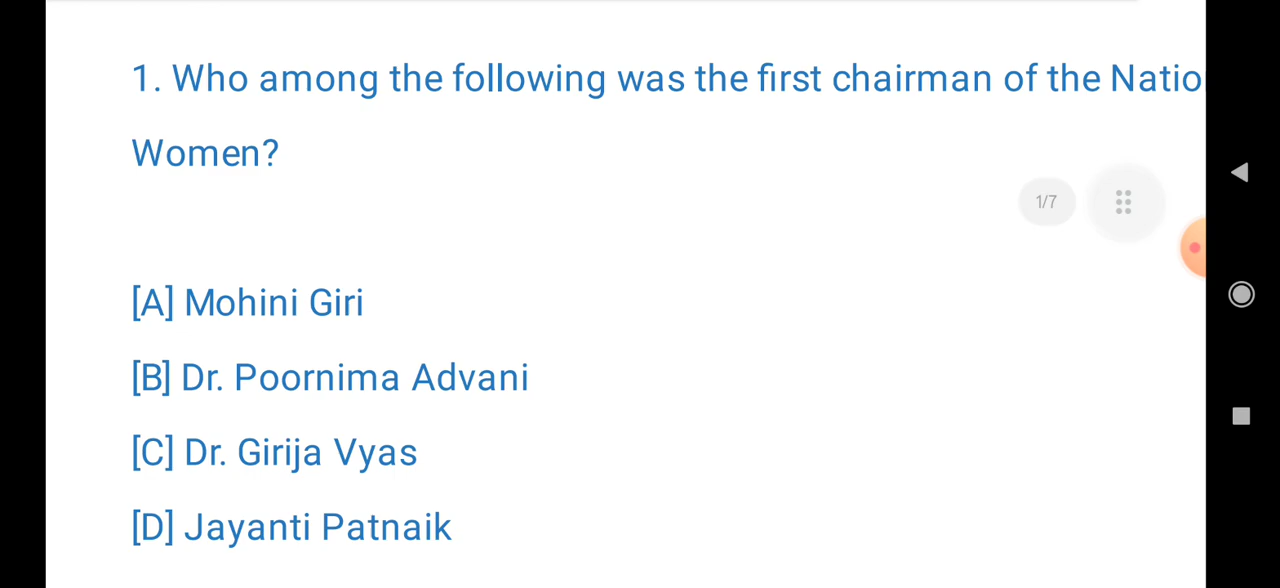 1. Who among the following was the first chairman of the Natio
Women?
1/7
[A] Mohini Giri
[B] Dr. Poornima Advani
[C] Dr. Girija Vyas
[D] Jayanti Patnaik